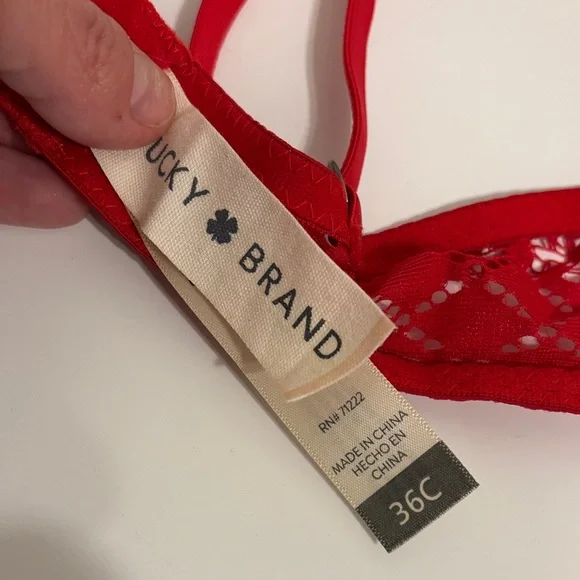 UCKY
BRAND
RN# 71222
MADE IN CHINA
HECHO EN
CHINA
36C